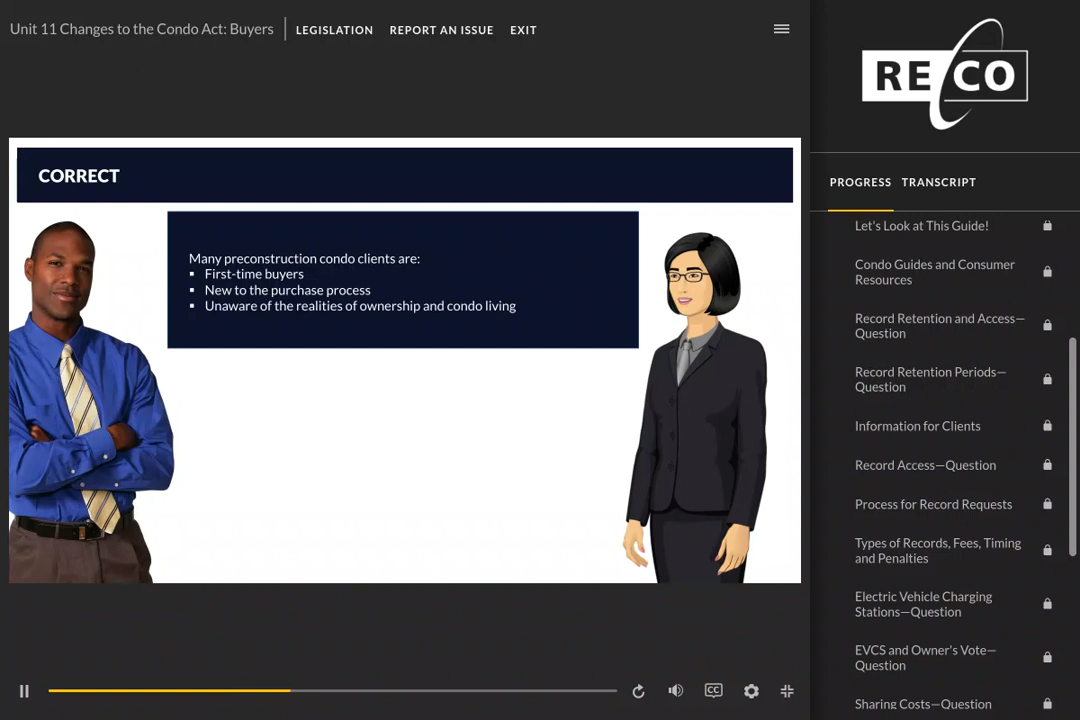 Unit 11 Changes to the Condo Act: Buyers
LEGISLATION
REPORT AN ISSUE
EXIT
RECO
CORRECT
Many preconstruction condo clients are:
▪ First-time buyers
▪ New to the purchase process
▪ Unaware of the realities of ownership and condo living
PROGRESS
TRANSCRIPT
Let's Look at This Guide!
Condo Guides and Consumer
Resources
Record Retention and Access—
Question
Record Retention Periods—
Question
Information for Clients
Record Access—Question
Process for Record Requests
Types of Records, Fees, Timing
and Penalties
Electric Vehicle Charging
Stations—Question
EVCS and Owner's Vote—
Question
Sharing Costs—Question
CC